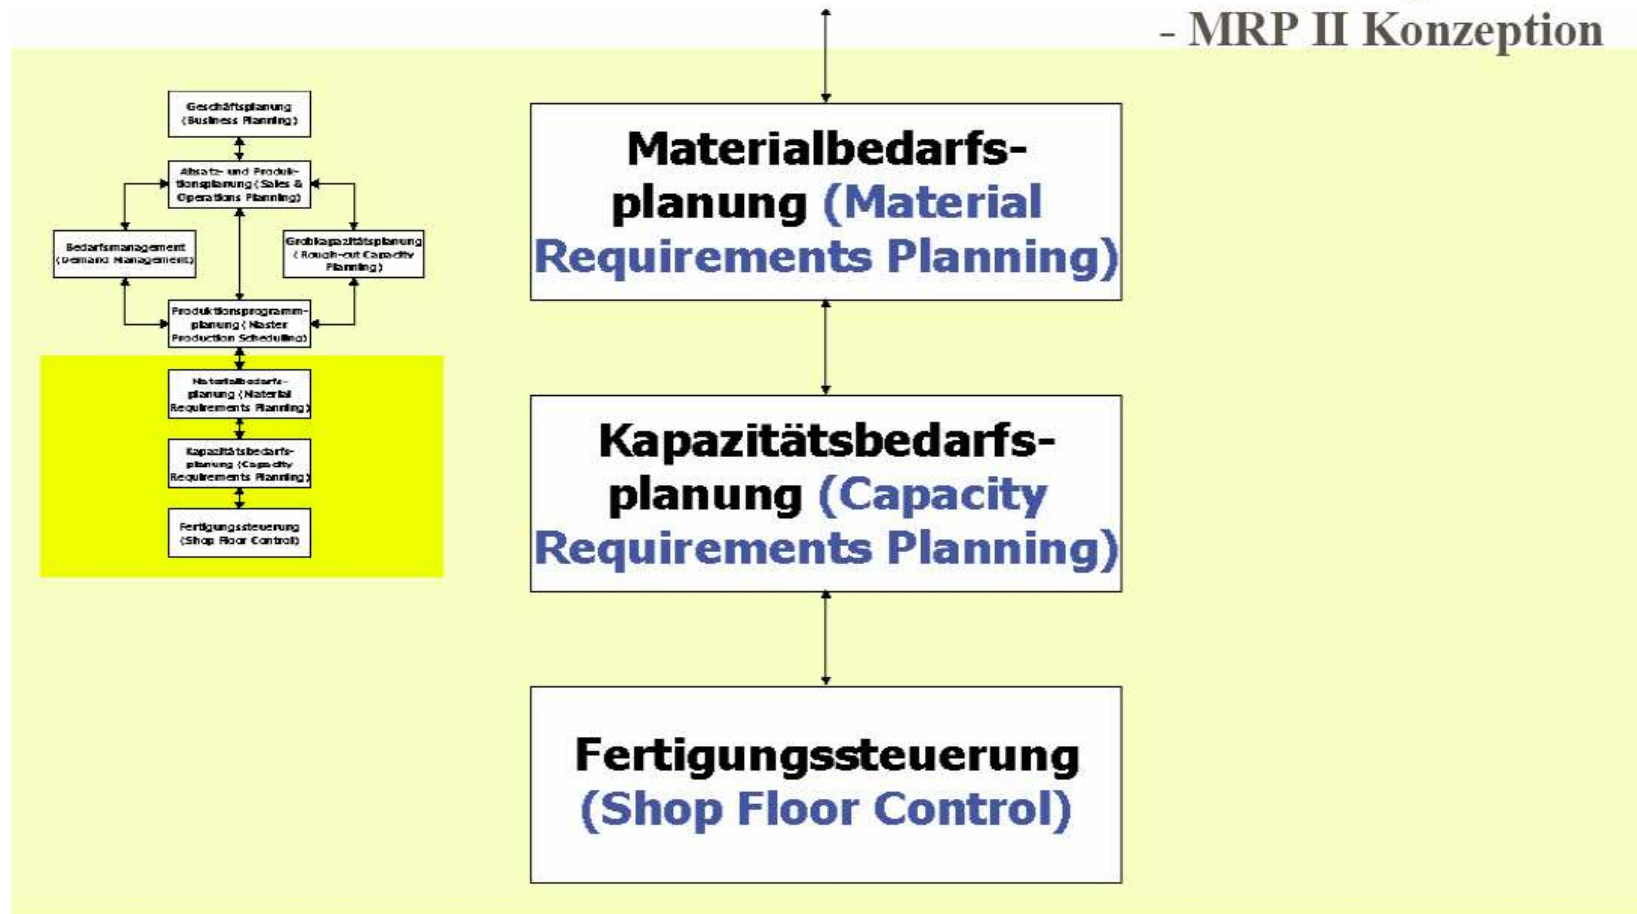 - MRP II Konzeption
Geschäftsplanung
(Business Planning)
Absatz- und Produk-
tionsplanung (Sales &
Operations Planning)
Bedarfsmanagement
(Demand Management)
Grobkapazitätsplanung
(Rough-cut Capacity
Planning)
Produktionsprogramm-
planung (Master
Production Scheduling)
Materialbedarfs-
planung (Material
Requirements Planning)
Kapazitätsbedarfs-
planung (Capacity
Requirements Planning)
Fertigungssteuerung
(Shop Floor Control)
Materialbedarfs-
planung (Material
Requirements Planning)
Kapazitätsbedarfs-
planung (Capacity
Requirements Planning)
Fertigungssteuerung
(Shop Floor Control)